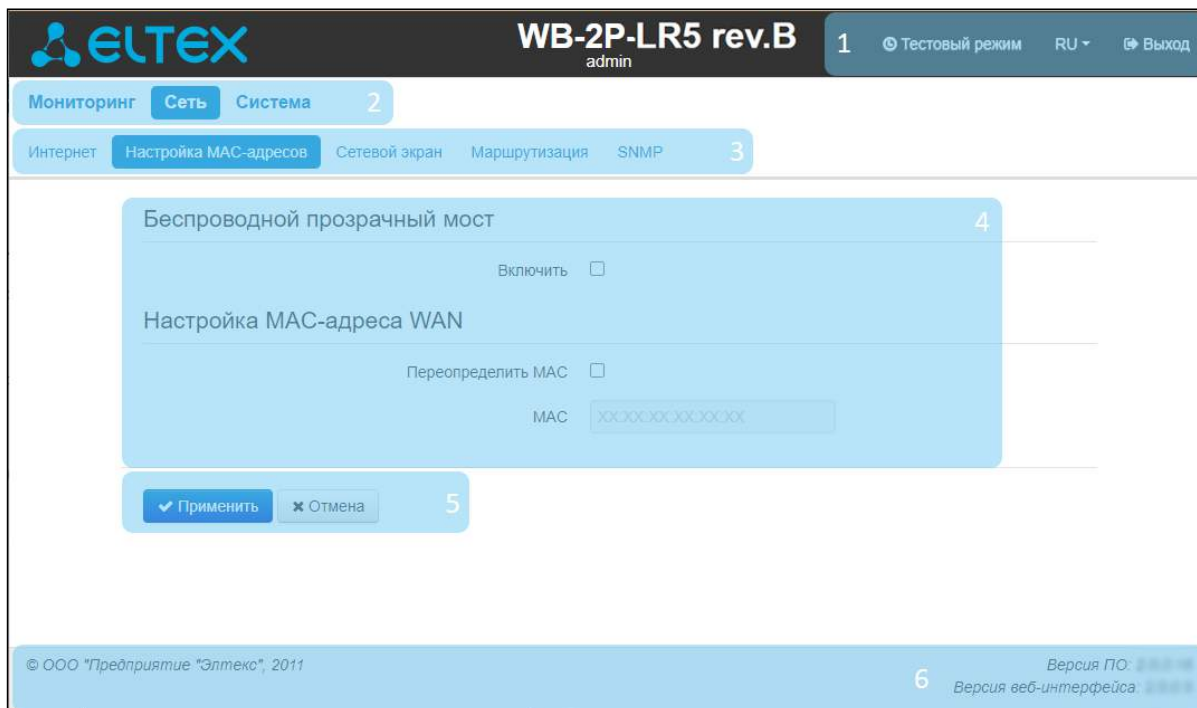 ELTEX
WB-2P-LR5 rev.B
admin
1 Тестовый режим RU Выход
Мониторинг Сеть Система 2
Интернет Настройка MAC-адресов Сетевой экран Маршрутизация SNMP 3
Беспроводной прозрачный мост 4
Включить
Настройка MAC-адреса WAN
Переопределить MAC
MAC XX:XX:XX:XX:XX:XX
Применить Отмена 5
© ООО "Предприятие "Элтекс", 2011
6
Версия ПО:
Версия веб-интерфейса: